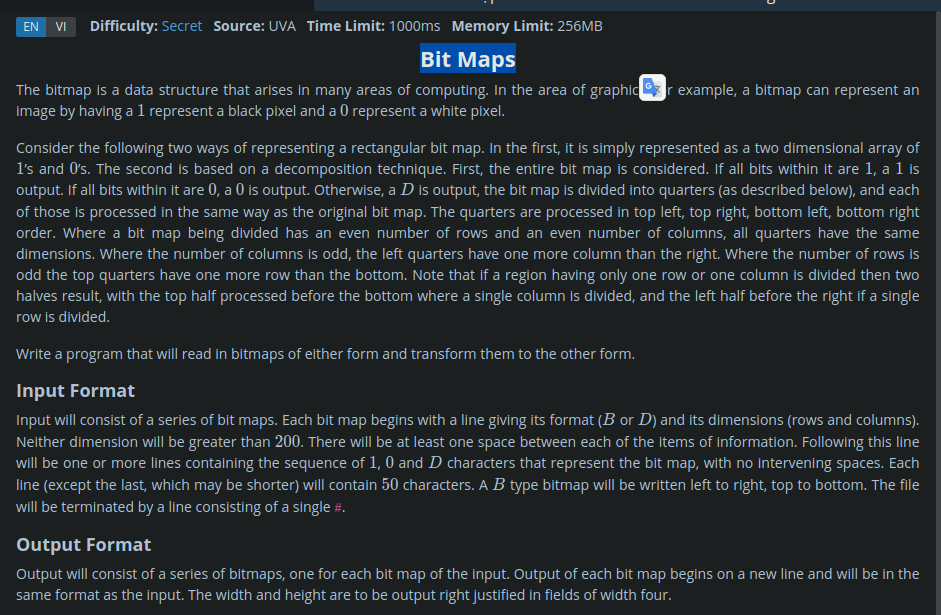 EN VI Difficulty: Secret Source: UVA Time Limit: 1000ms Memory Limit: 256MB
Bit Maps
The bitmap is a data structure that arises in many areas of computing. In the area of graphic r example, a bitmap can represent an
image by having a 1 represent a black pixel and a 0 represent a white pixel.
Consider the following two ways of representing a rectangular bit map. In the first, it is simply represented as a two dimensional array of
1's and 0's. The second is based on a decomposition technique. First, the entire bit map is considered. If all bits within it are 1, a 1 is
output. If all bits within it are 0, a 0 is output. Otherwise, a D is output, the bit map is divided into quarters (as described below), and each
of those is processed in the same way as the original bit map. The quarters are processed in top left, top right, bottom left, bottom right
order. Where a bit map being divided has an even number of rows and an even number of columns, all quarters have the same
dimensions. Where the number of columns is odd, the left quarters have one more column than the right. Where the number of rows is
odd the top quarters have one more row than the bottom. Note that if a region having only one row or one column is divided then two
halves result, with the top half processed before the bottom where a single column is divided, and the left half before the right if a single
row is divided.
Write a program that will read in bitmaps of either form and transform them to the other form.
Input Format
Input will consist of a series of bit maps. Each bit map begins with a line giving its format (B or D) and its dimensions (rows and columns).
Neither dimension will be greater than 200. There will be at least one space between each of the items of information. Following this line
will be one or more lines containing the sequence of 1, 0 and D characters that represent the bit map, with no intervening spaces. Each
line (except the last, which may be shorter) will contain 50 characters. A B type bitmap will be written left to right, top to bottom. The file
will be terminated by a line consisting of a single #.
Output Format
Output will consist of a series of bitmaps, one for each bit map of the input. Output of each bit map begins on a new line and will be in the
same format as the input. The width and height are to be output right justified in fields of width four.